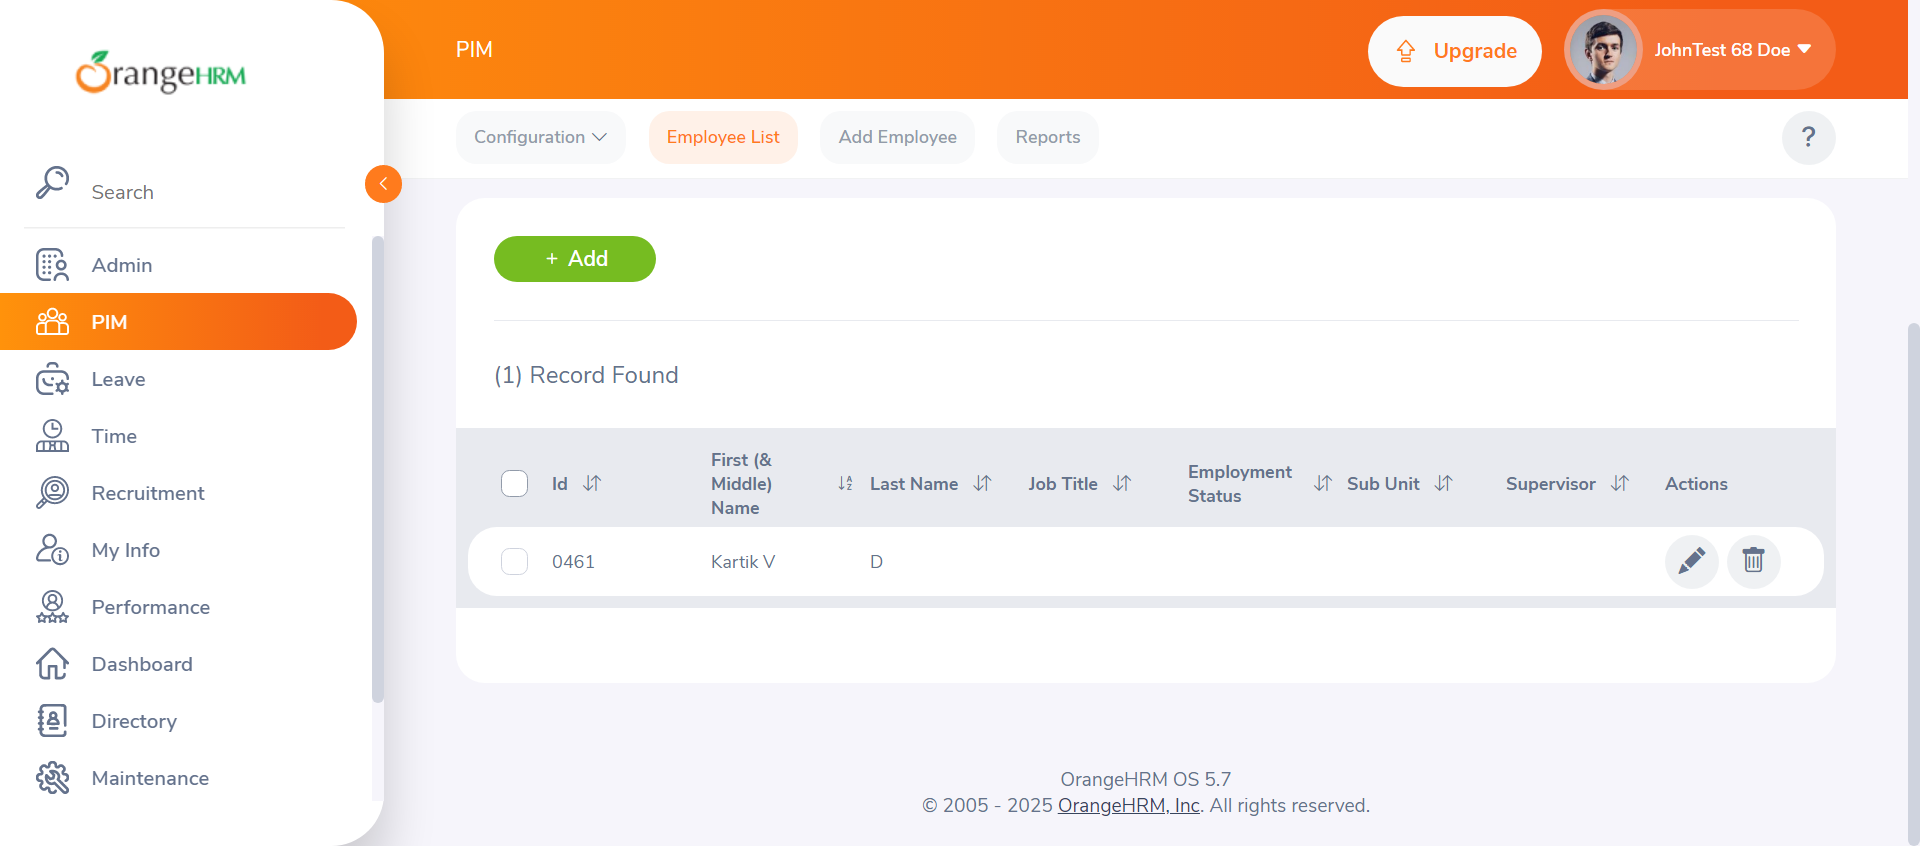 OrangeHRM
Search
Admin
PIM
Leave
Time
Recruitment
My Info
Performance
Dashboard
Directory
Maintenance
PIM
Upgrade
JohnTest 68 Doe
Configuration
Employee List
Add Employee
Reports
?
+ Add
(1) Record Found
Id
First (&
Middle)
Name
Last Name
Job Title
Employment
Status
Sub Unit
Supervisor
Actions
0461
Kartik V
D
OrangeHRM OS 5.7
© 2005 - 2025 OrangeHRM, Inc. All rights reserved.